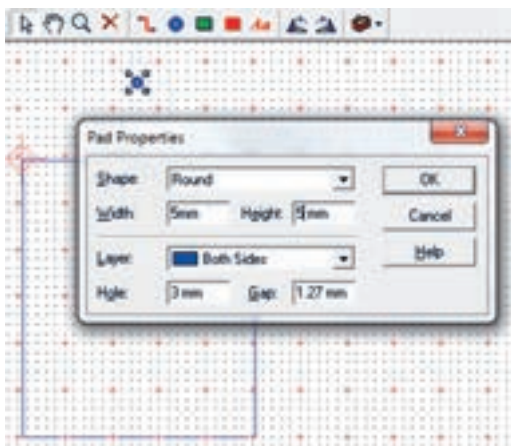 Aa
Pad Properties
Shape: Round OK
Width: 5mm Height: 5mm Cancel
Layer: Both Sides Help
Hole: 3 mm Gap: 1.27 mm